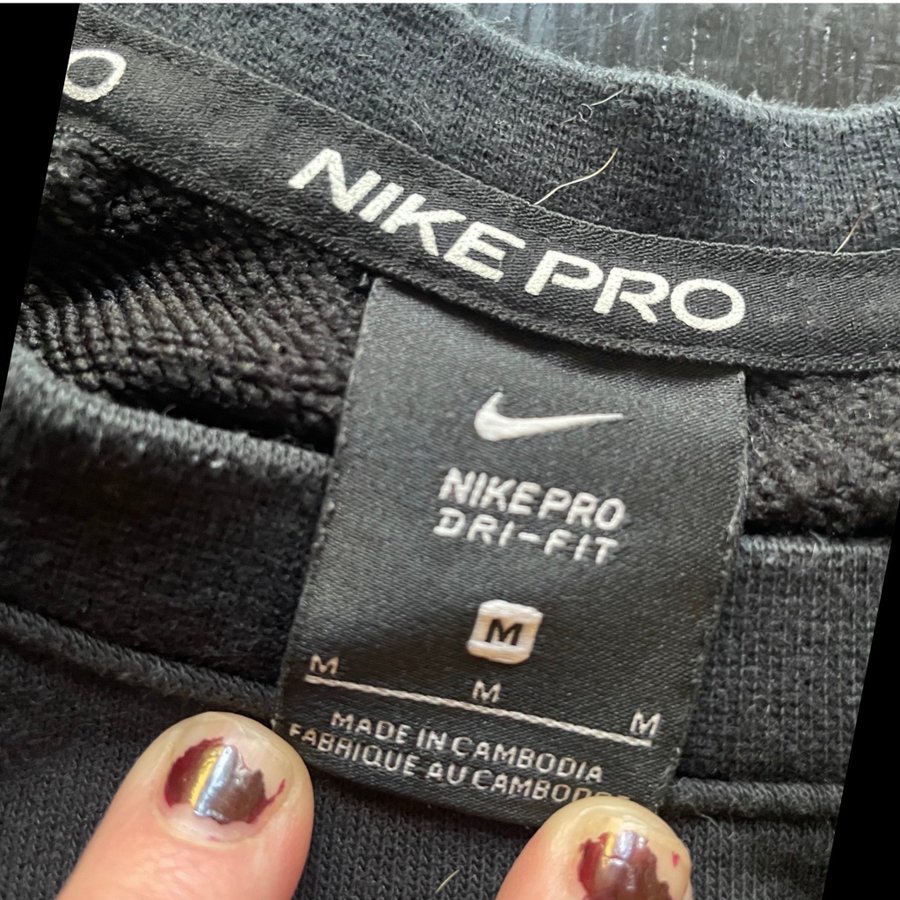 O
NIKE PRO
NIKE PRO
DRI-FIT
M
M M M
MADE IN CAMBODIA
FABRIQUE AU CAMBODGE